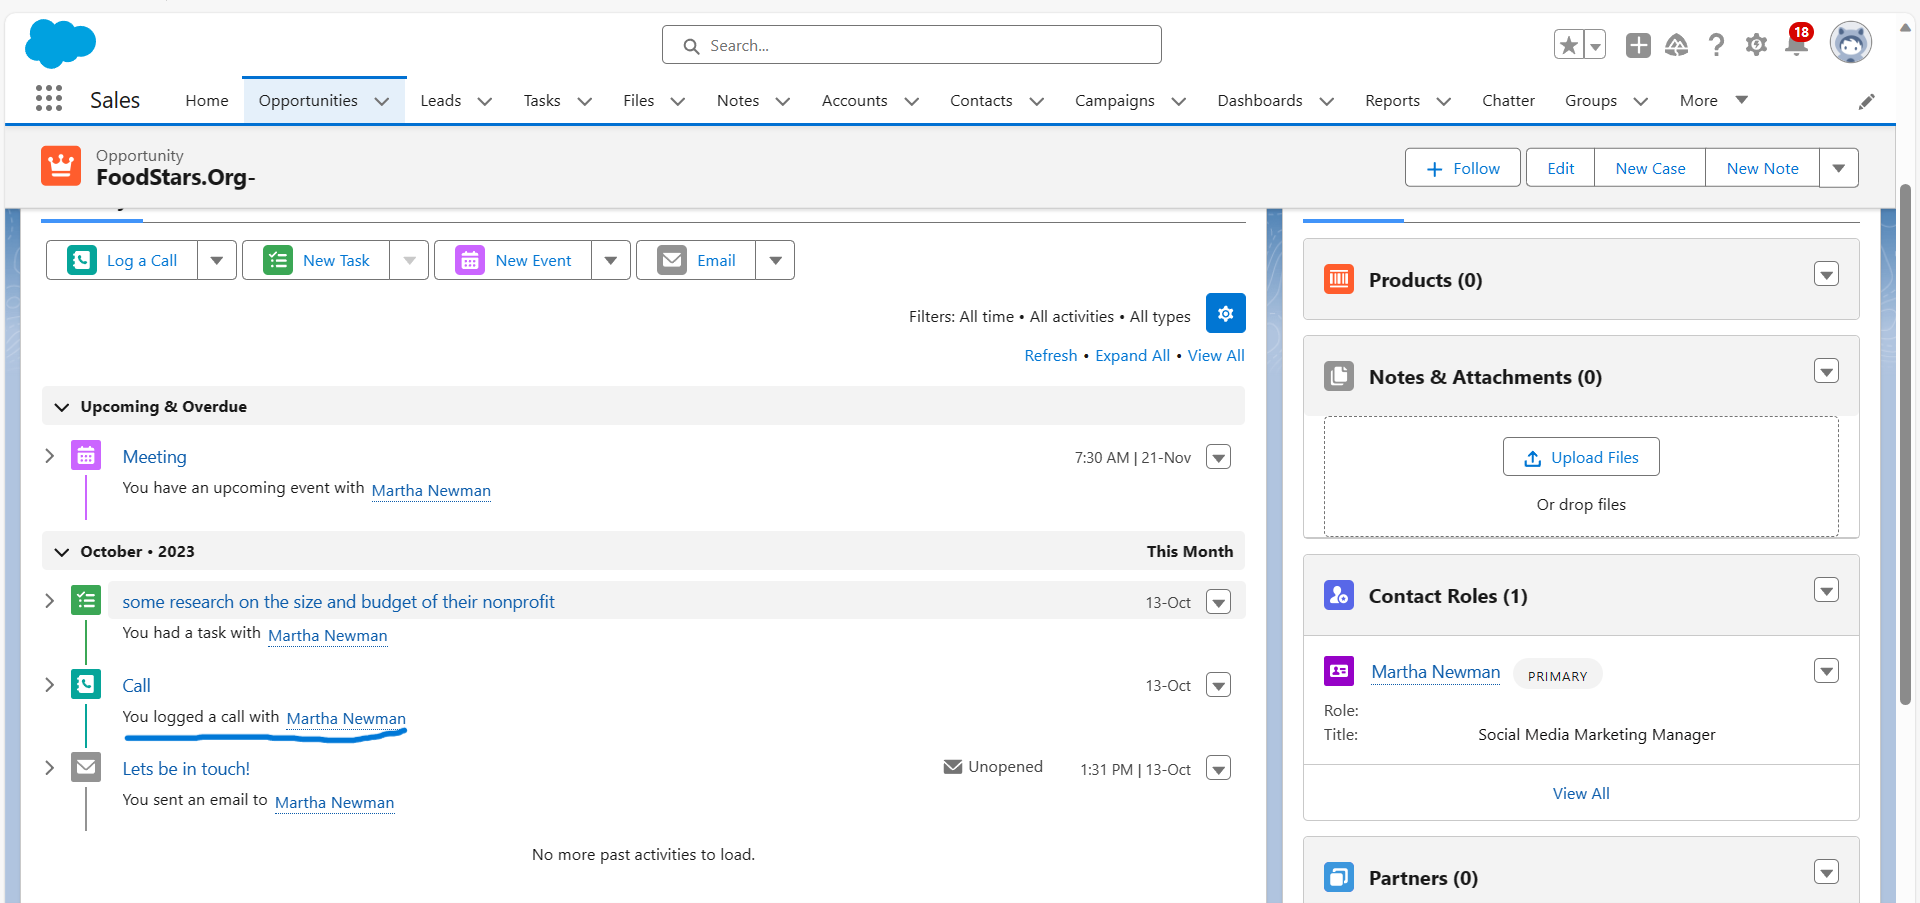 Search...
18
Sales
Home
Opportunities
Leads
Tasks
Files
Notes
Accounts
Contacts
Campaigns
Dashboards
Reports
Chatter
Groups
More
Opportunity
FoodStars.Org-
Follow
Edit
New Case
New Note
Log a Call
New Task
New Event
Email
Filters: All time • All activities • All types
Refresh • Expand All • View All
Upcoming & Overdue
Meeting
7:30 AM | 21-Nov
You have an upcoming event with Martha Newman
October • 2023
This Month
some research on the size and budget of their nonprofit
13-Oct
You had a task with Martha Newman
Call
13-Oct
You logged a call with Martha Newman
Lets be in touch!
Unopened
1:31 PM | 13-Oct
You sent an email to Martha Newman
No more past activities to load.
Products (0)
Notes & Attachments (0)
Upload Files
Or drop files
Contact Roles (1)
Martha Newman
PRIMARY
Role:
Title:
Social Media Marketing Manager
View All
Partners (0)